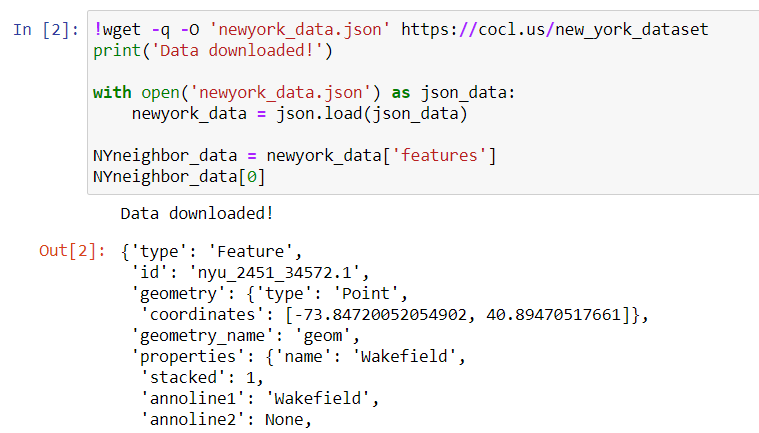 In [2]: !wget -q -O 'newyork_data.json' https://cocl.us/new_york_dataset
print('Data downloaded!')
with open('newyork_data.json') as json_data:
    newyork_data = json.load(json_data)
NYneighbor_data = newyork_data['features']
NYneighbor_data[0]
Data downloaded!
Out[2]: {'type': 'Feature',
 'id': 'nyu_2451_34572.1',
 'geometry': {'type': 'Point',
  'coordinates': [-73.84720052054902, 40.89470517661]},
 'geometry_name': 'geom',
 'properties': {'name': 'Wakefield',
  'stacked': 1,
  'annoline1': 'Wakefield',
  'annoline2': None,